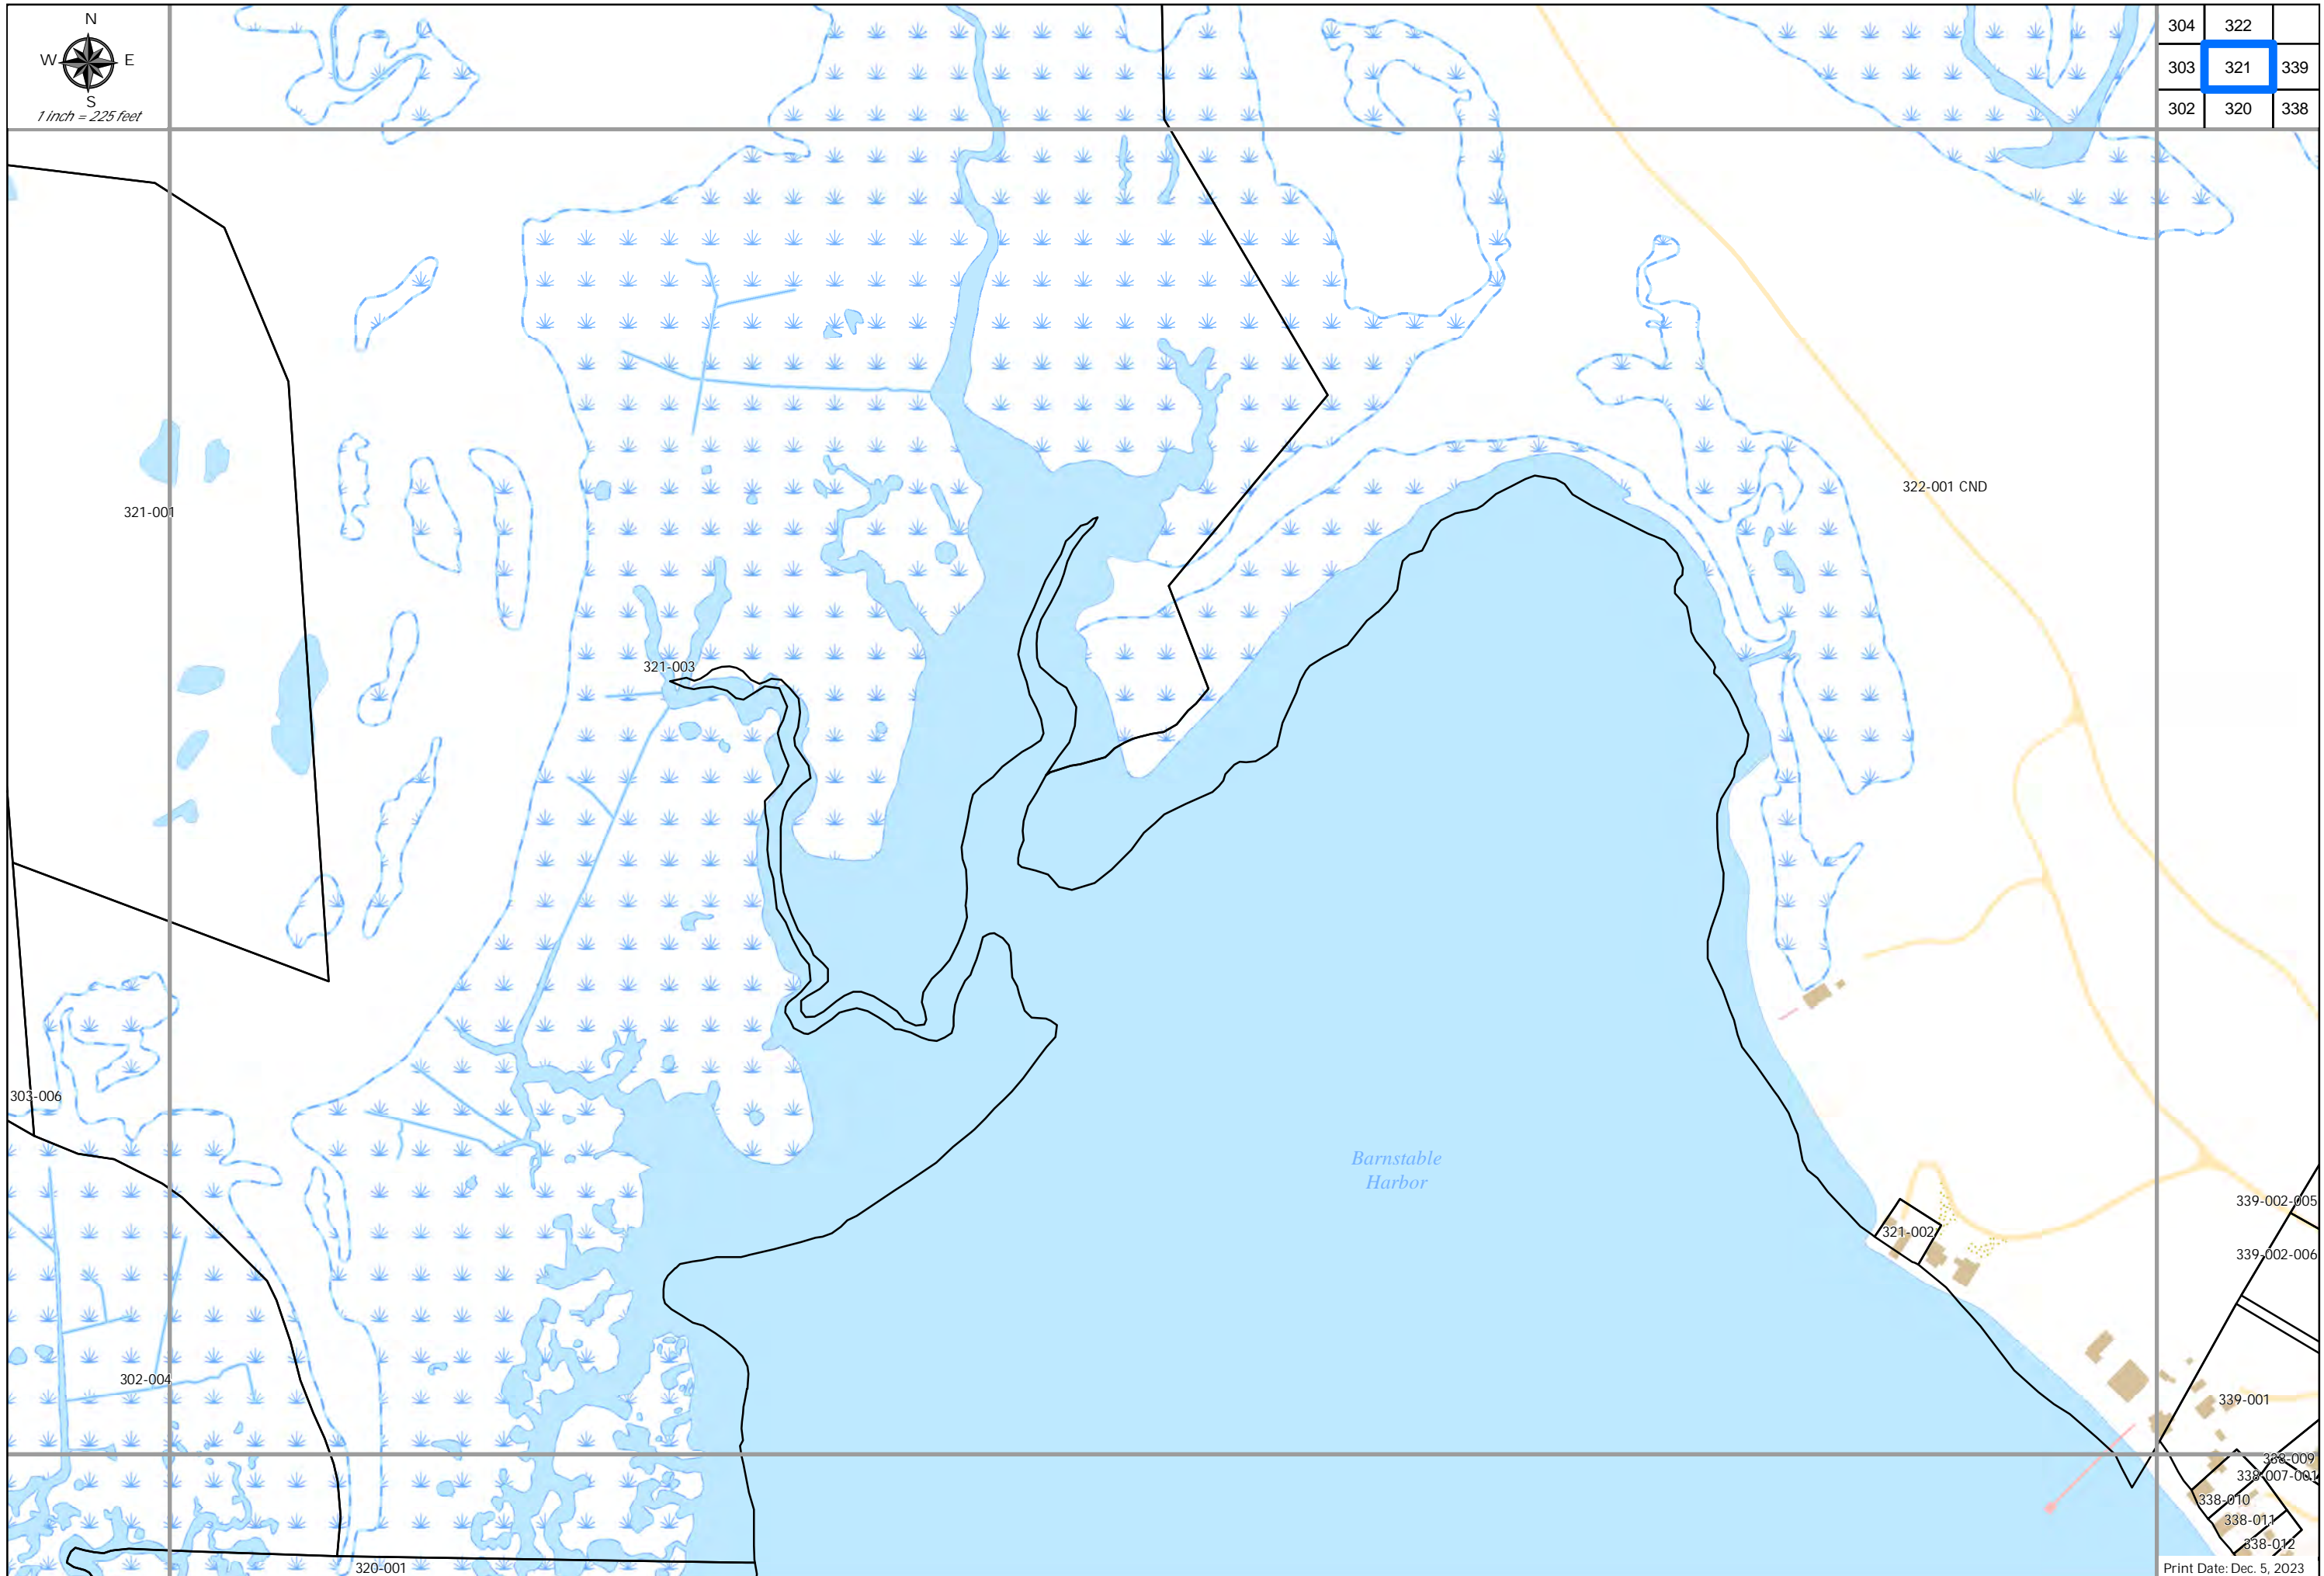 N
W E
S
1 inch = 225 feet
304 322
303 321 339
302 320 338
322-001 CND
321-001
321-003
303-006
Barnstable
Harbor
339-002-005
321-002
339-002-006
302-004
339-001
338-009
338-007-001
338-010
338-011
338-012
320-001
Print Date: Dec. 5, 2023